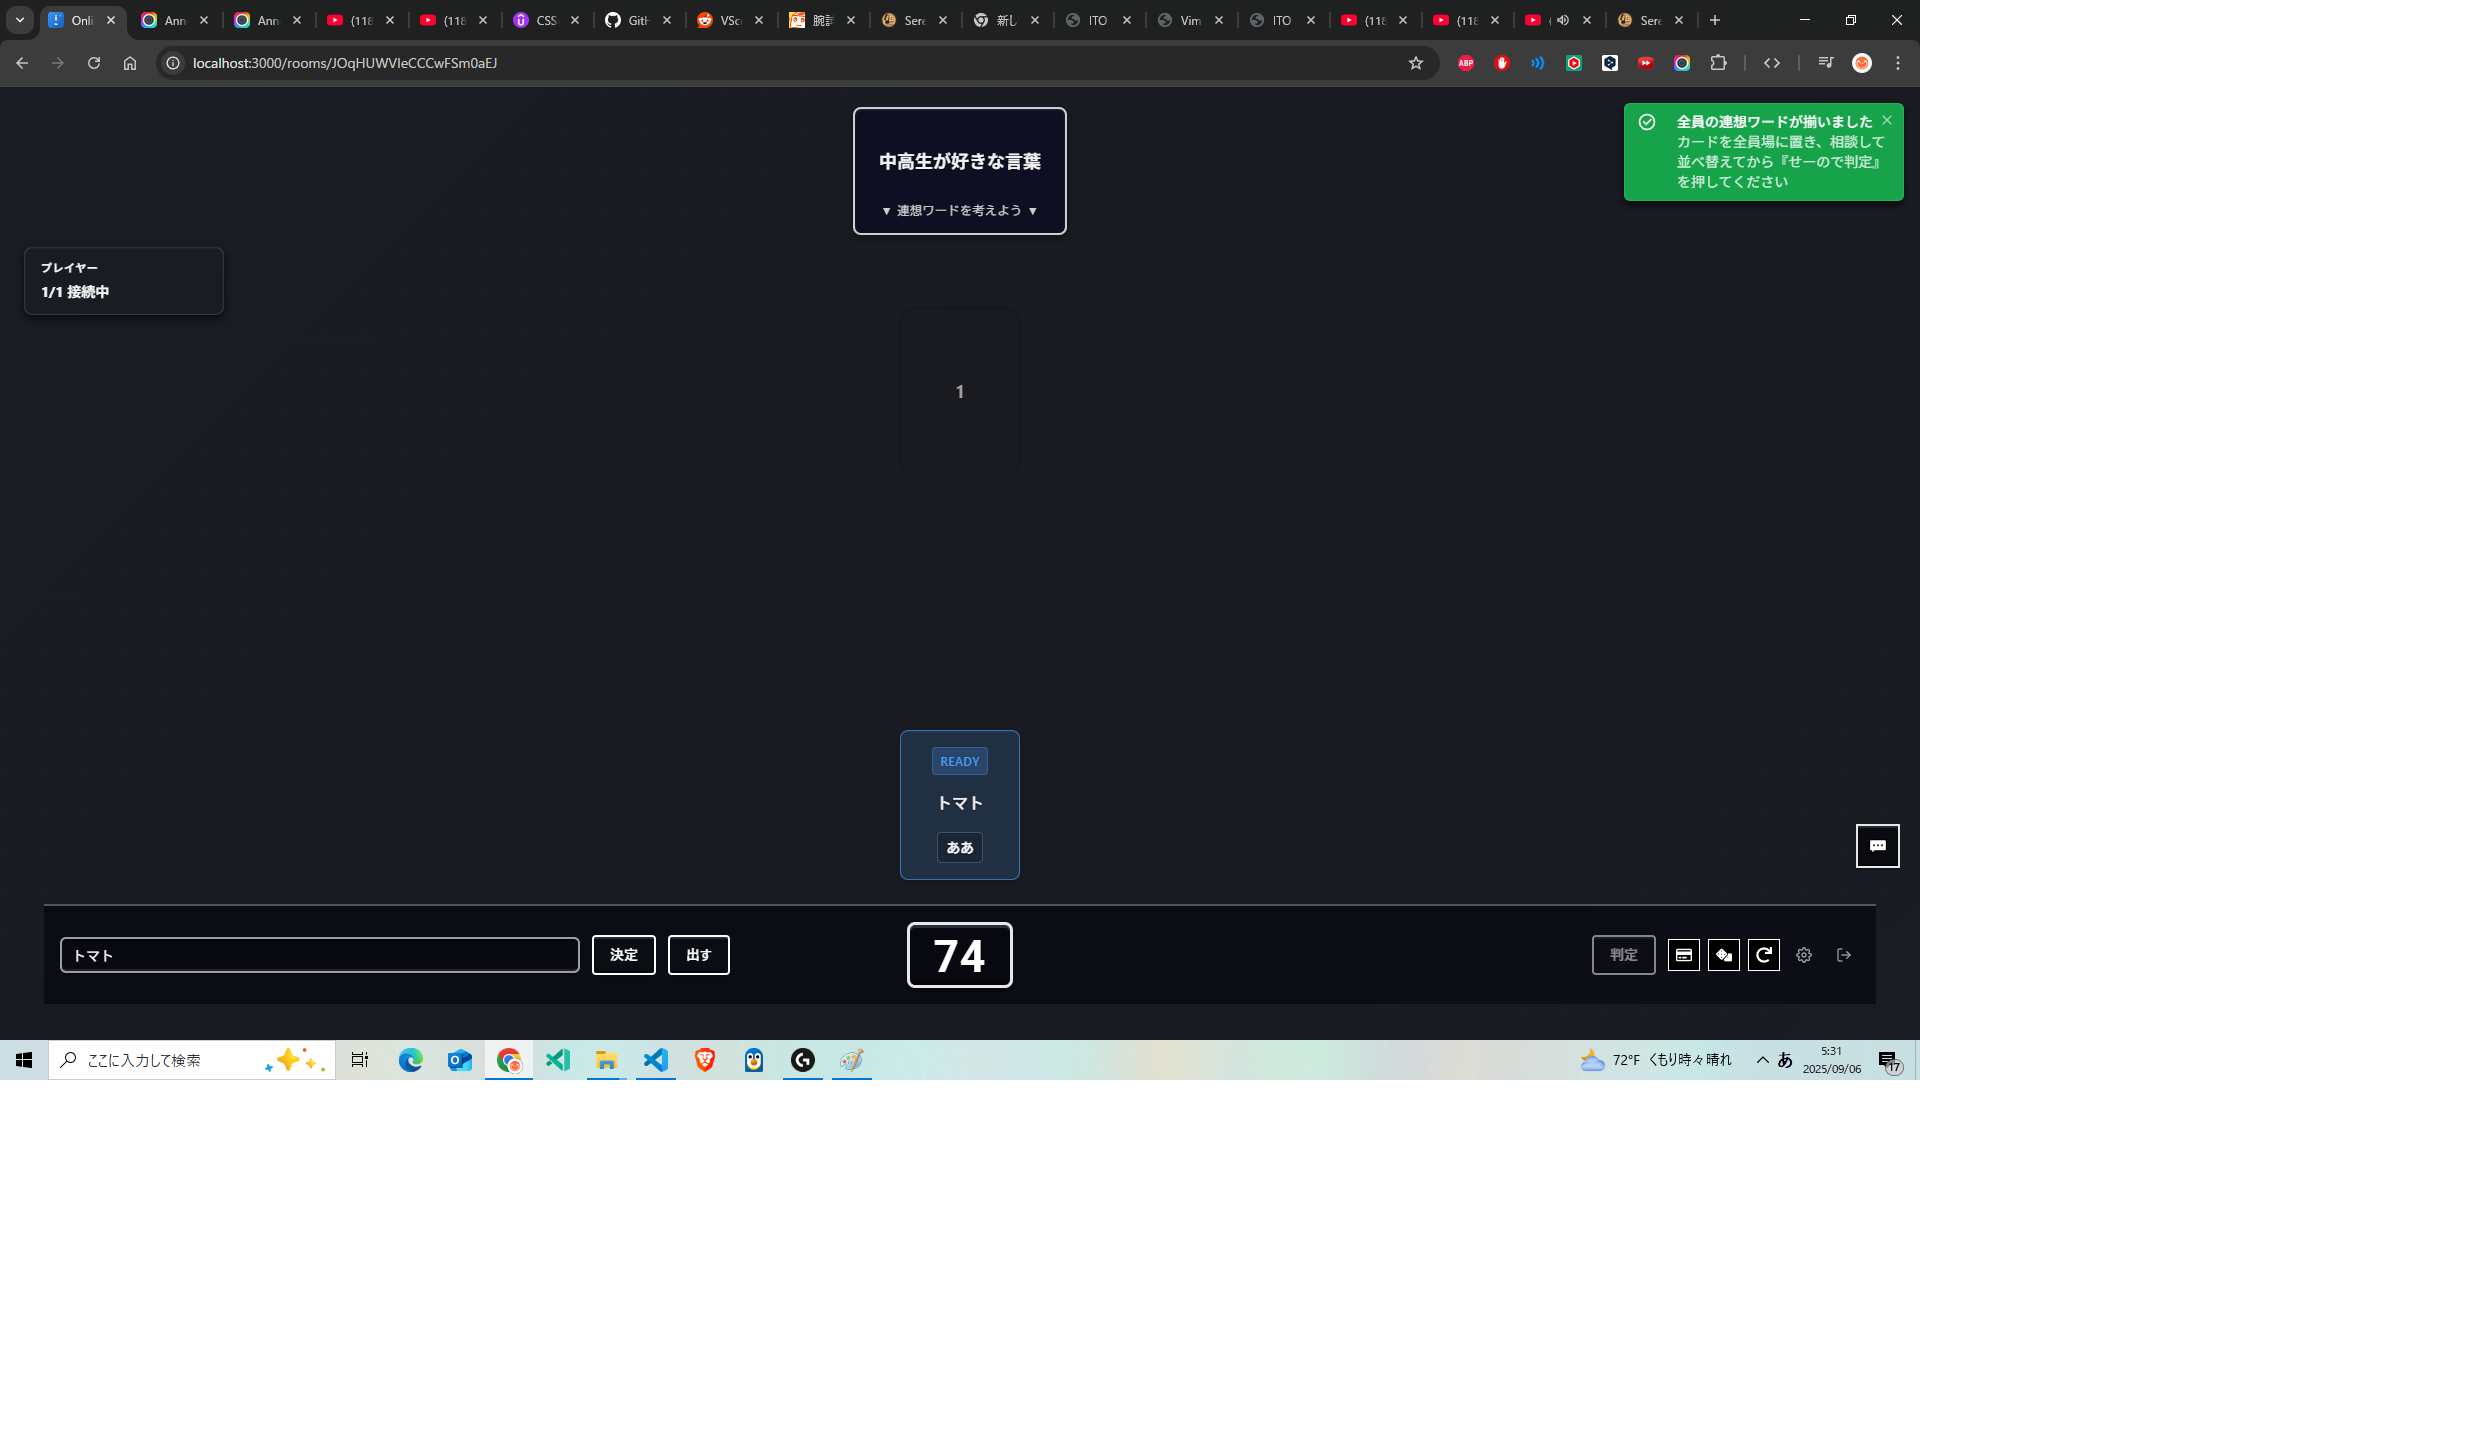 Onli
Ann
Ann
(118
(118
CSS
GitH
VSc
腕試
Sere
新し
ITO
Vim
ITO
(118
(118
(
Sere
localhost:3000/rooms/JOqHUWVIeCCCwFSm0aEJ
ABP
中高生が好きな言葉
▼ 連想ワードを考えよう ▼
全員の連想ワードが揃いました
カードを全員場に置き、相談して
並べ替えてから『せーので判定』
を押してください
プレイヤー
1/1 接続中
1
READY
トマト
ああ
トマト
決定
出す
74
判定
ここに入力して検索
72°F くもり時々晴れ
あ
5:31
2025/09/06
17